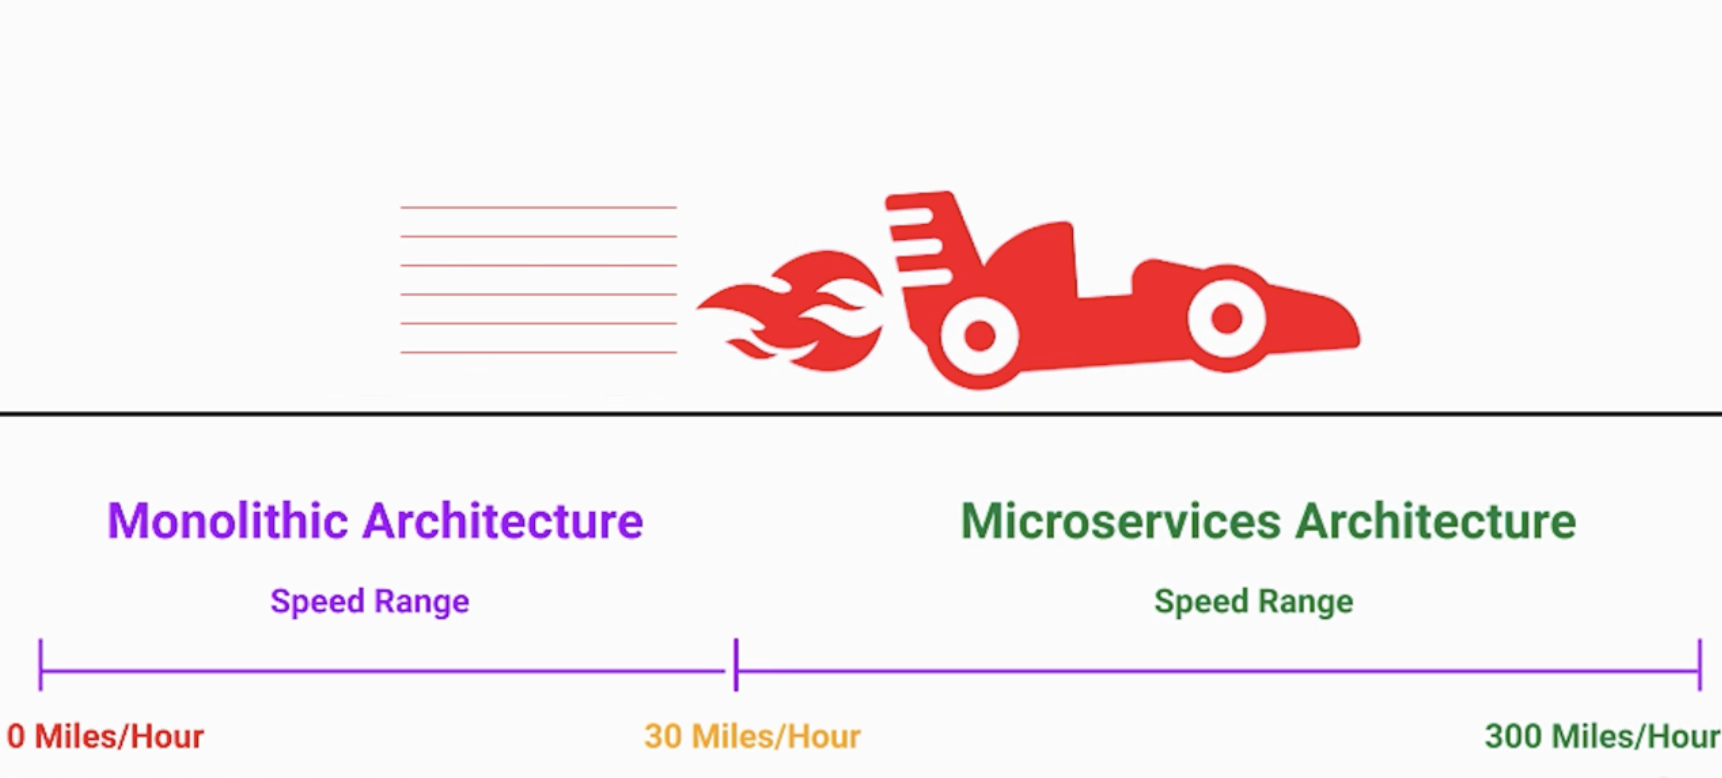 Monolithic Architecture
Microservices Architecture
Speed Range
Speed Range
0 Miles/Hour
30 Miles/Hour
300 Miles/Hour